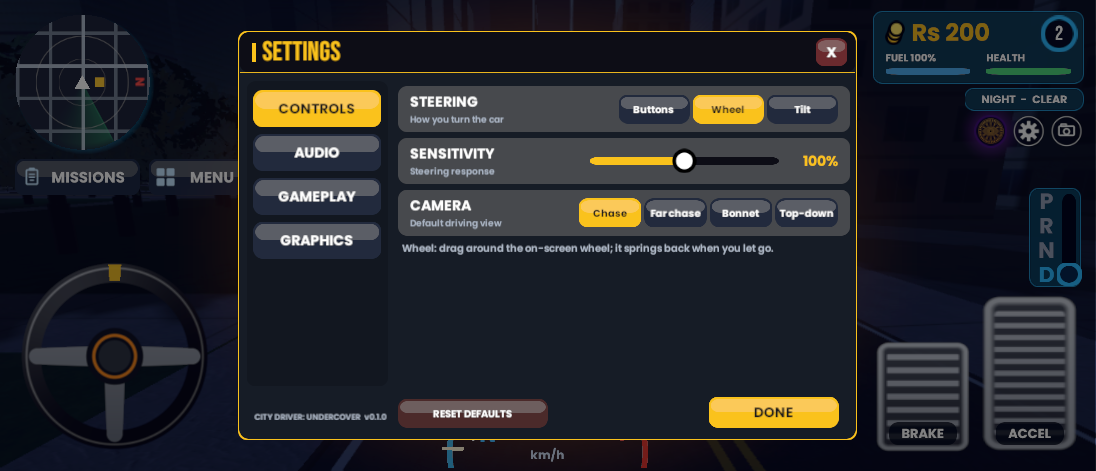 SETTINGS
X
CONTROLS
AUDIO
GAMEPLAY
GRAPHICS
STEERING
How you turn the car
Buttons
Wheel
Tilt
SENSITIVITY
Steering response
100%
CAMERA
Default driving view
Chase
Far chase
Bonnet
Top-down
Wheel: drag around the on-screen wheel; it springs back when you let go.
CITY DRIVER: UNDERCOVER v0.1.0
RESET DEFAULTS
DONE
N
MISSIONS
MENU
Rs 200
2
FUEL 100%
HEALTH
NIGHT - CLEAR
P
R
N
D
BRAKE
ACCEL
km/h